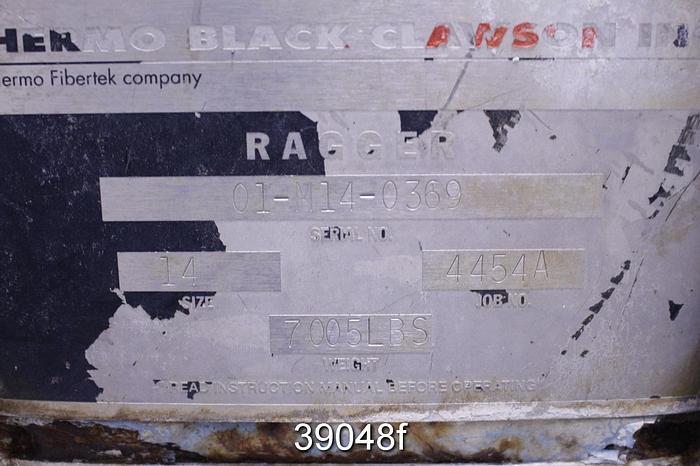 HERMO BLACK CLAWSON IN
ermo Fibertek company
RAGGER
01-M14-0369
SERIAL NO.
14
4454A
SIZE
JOB NO.
7005LBS
WEIGHT
READ INSTRUCTION MANUAL BEFORE OPERATING
39048f